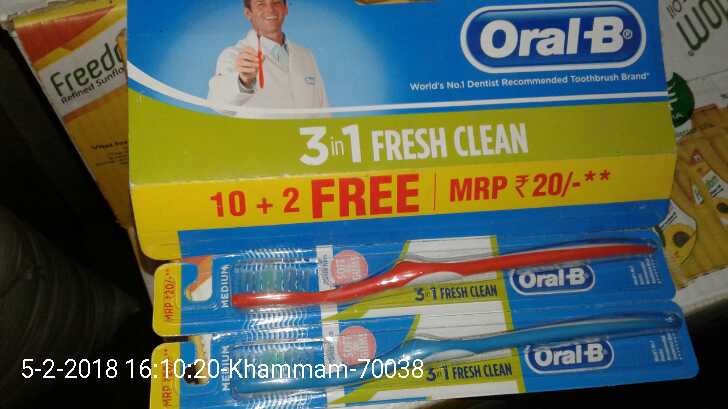 Freed
Refined Sunflo
Oral-B
World's No.1 Dentist Recommended Toothbrush Brand*
3in1 FRESH CLEAN
10 + 2 FREE MRP ₹20/-**
MRP ₹20/-**
MEDIUM
3in1 FRESH CLEAN
Oral-B
MEDIUM
3in1 FRESH CLEAN
Oral-B
5-2-2018 16:10:20-Khammam-70038